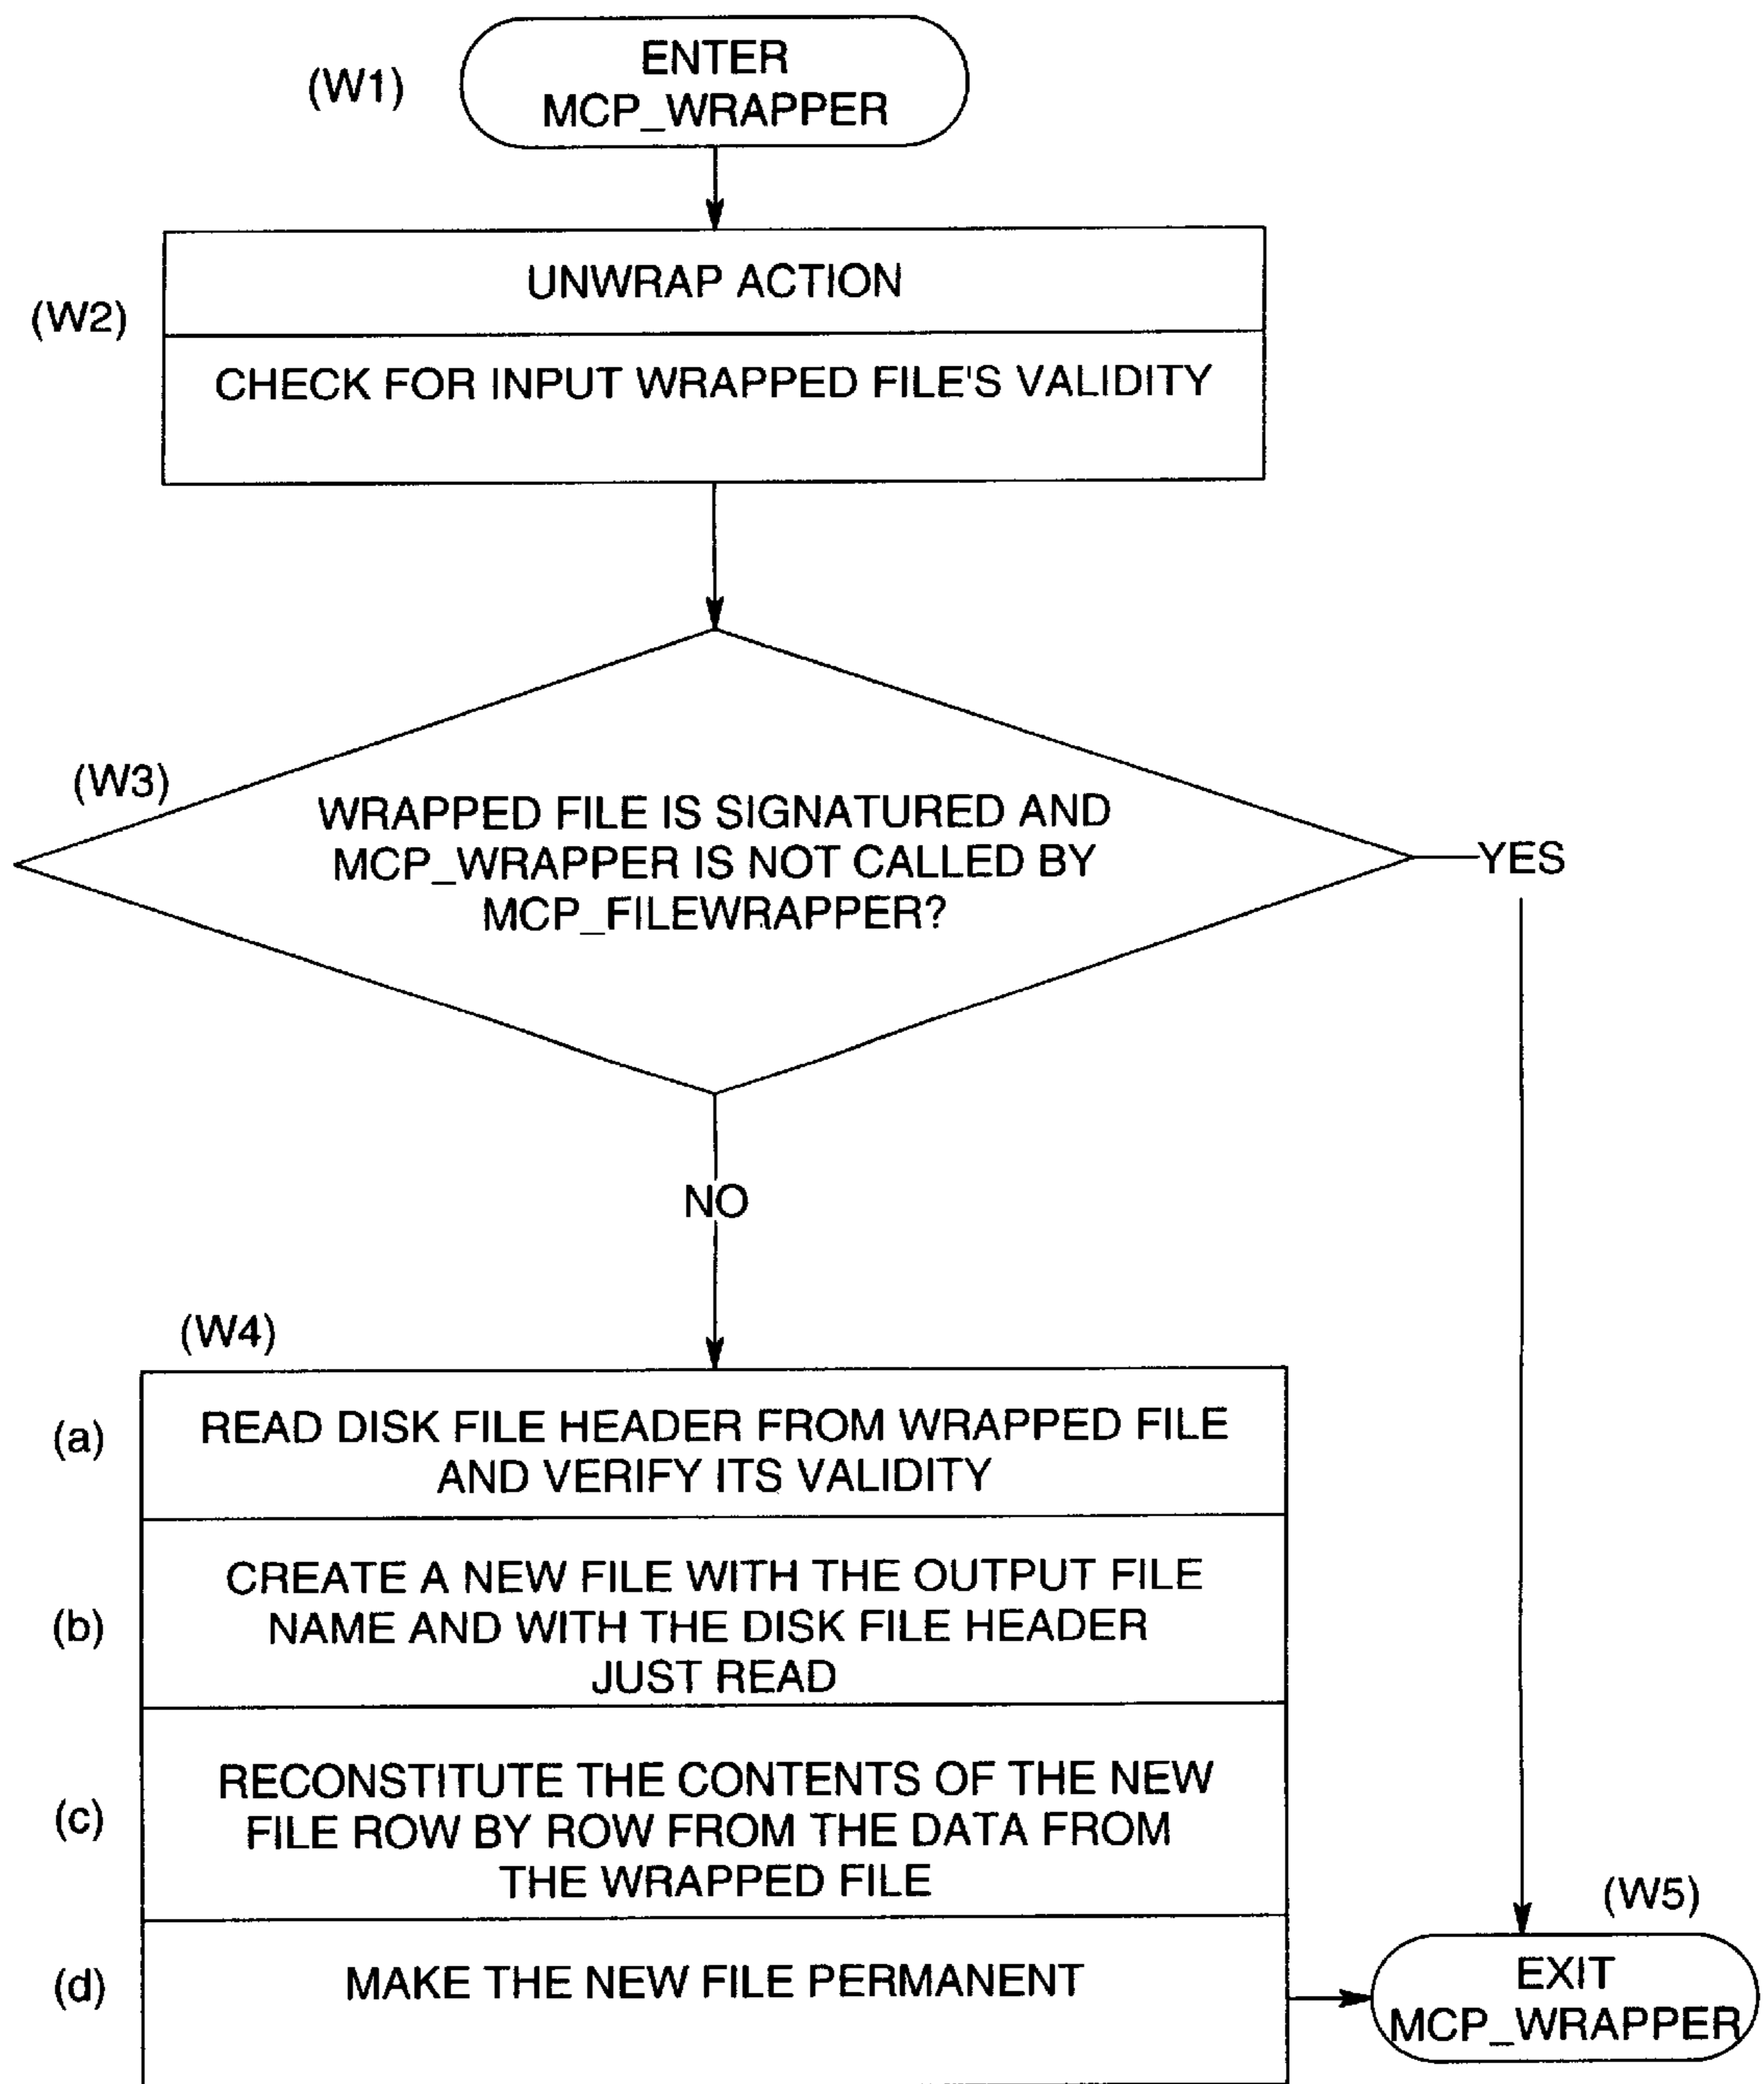 (W1)
ENTER
MCP_WRAPPER
(W2)
UNWRAP ACTION
CHECK FOR INPUT WRAPPED FILE'S VALIDITY
(W3)
WRAPPED FILE IS SIGNATURED AND
MCP_WRAPPER IS NOT CALLED BY
MCP_FILEWRAPPER?
YES
NO
(W4)
(a)
READ DISK FILE HEADER FROM WRAPPED FILE
AND VERIFY ITS VALIDITY
(b)
CREATE A NEW FILE WITH THE OUTPUT FILE
NAME AND WITH THE DISK FILE HEADER
JUST READ
(c)
RECONSTITUTE THE CONTENTS OF THE NEW
FILE ROW BY ROW FROM THE DATA FROM
THE WRAPPED FILE
(d)
MAKE THE NEW FILE PERMANENT
(W5)
EXIT
MCP_WRAPPER